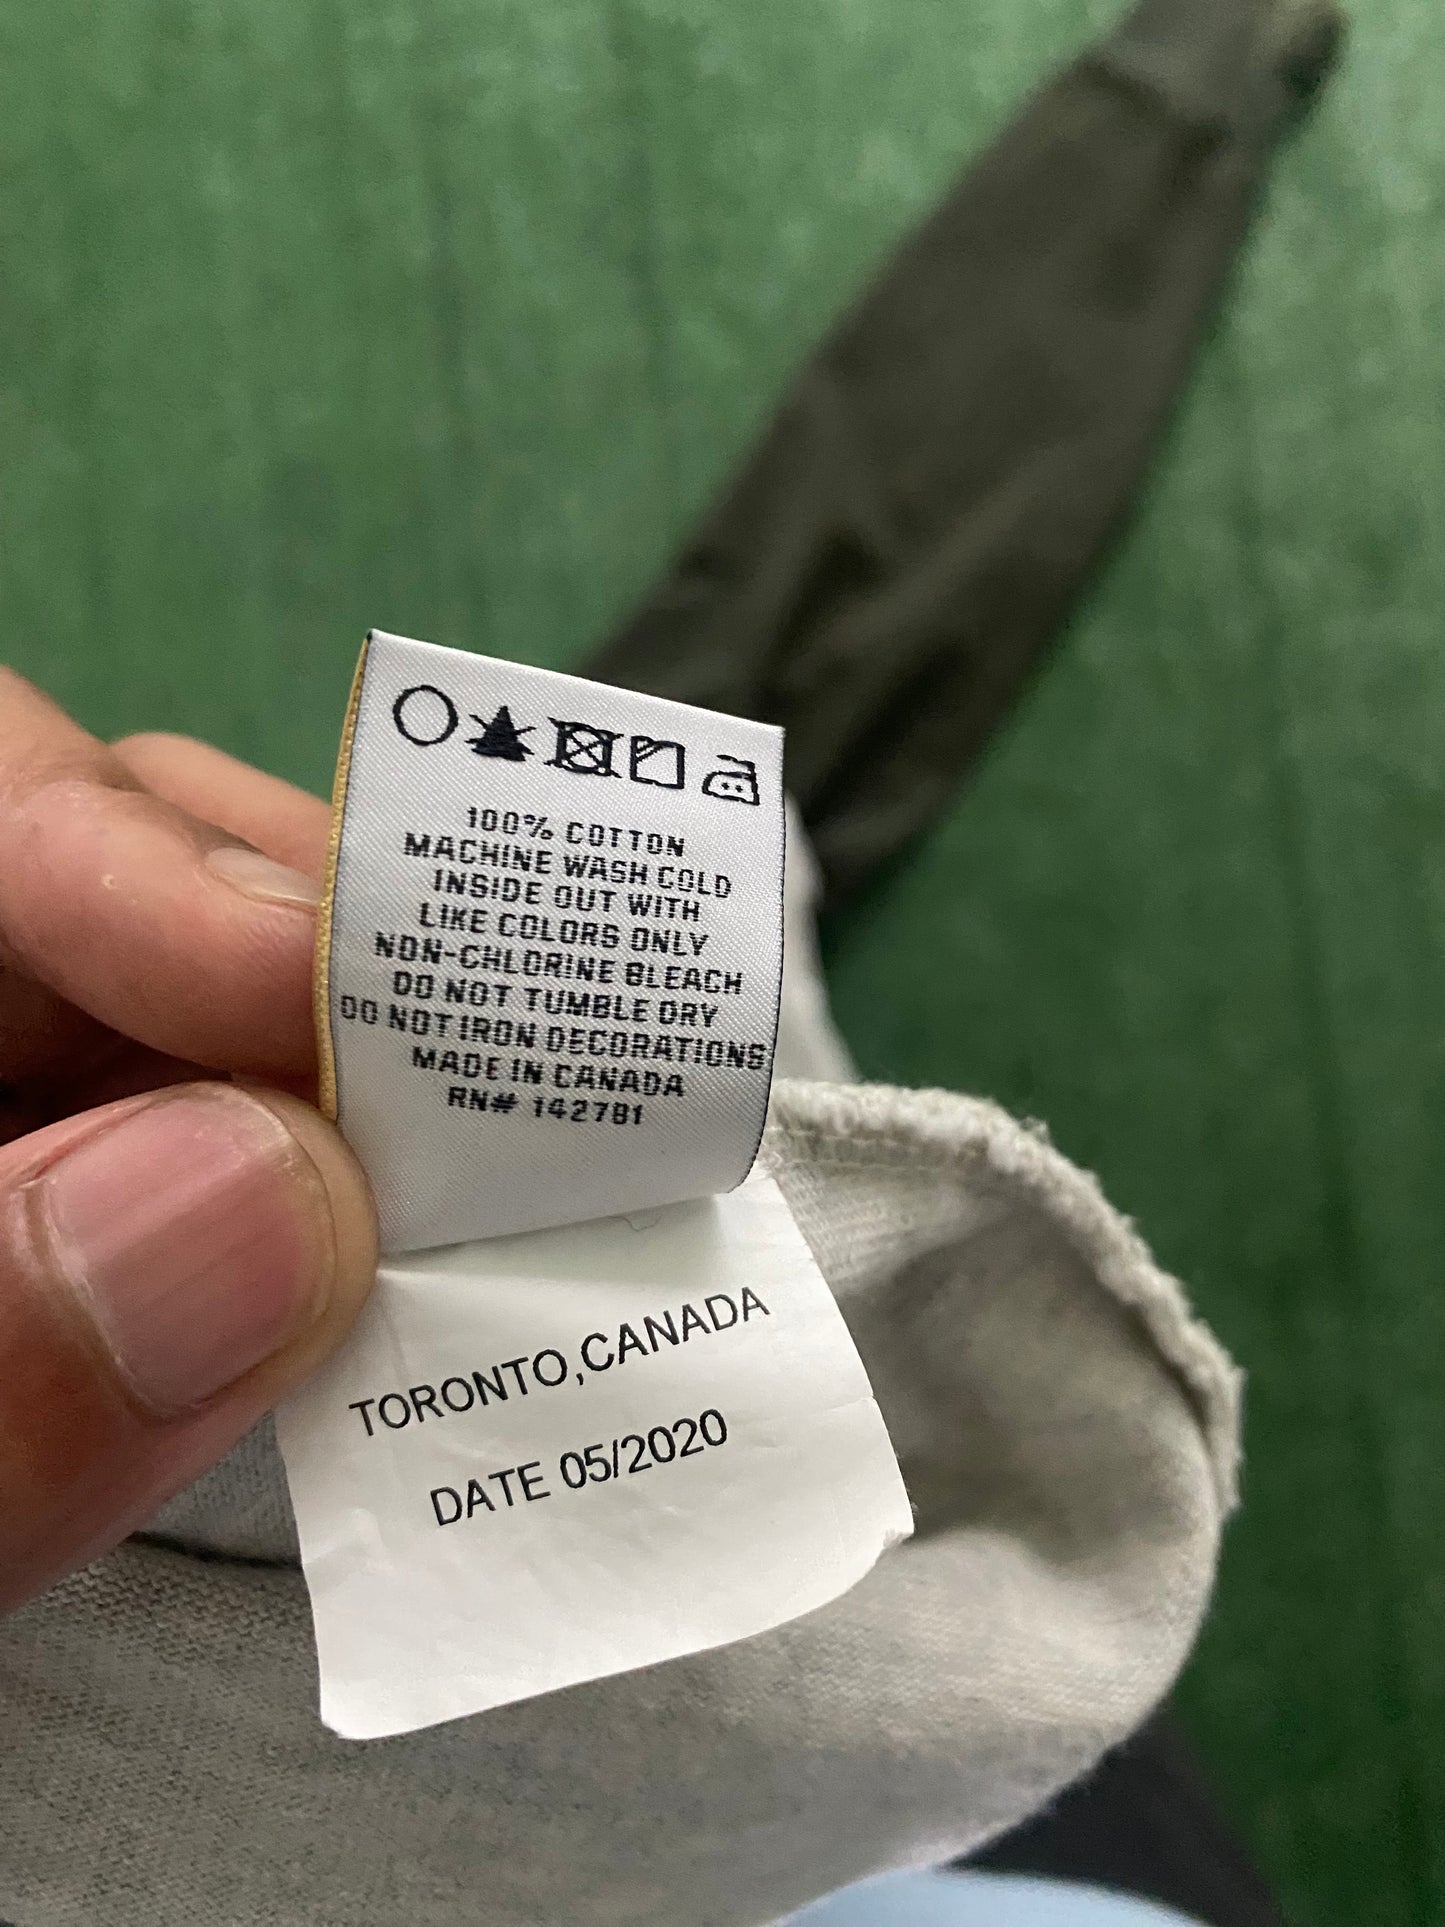 100% COTTON
MACHINE WASH COLD
INSIDE OUT WITH
LIKE COLORS ONLY
NON-CHLORINE BLEACH
DO NOT TUMBLE DRY
DO NOT IRON DECORATIONS
MADE IN CANADA
RN# 142781
TORONTO,CANADA
DATE 05/2020